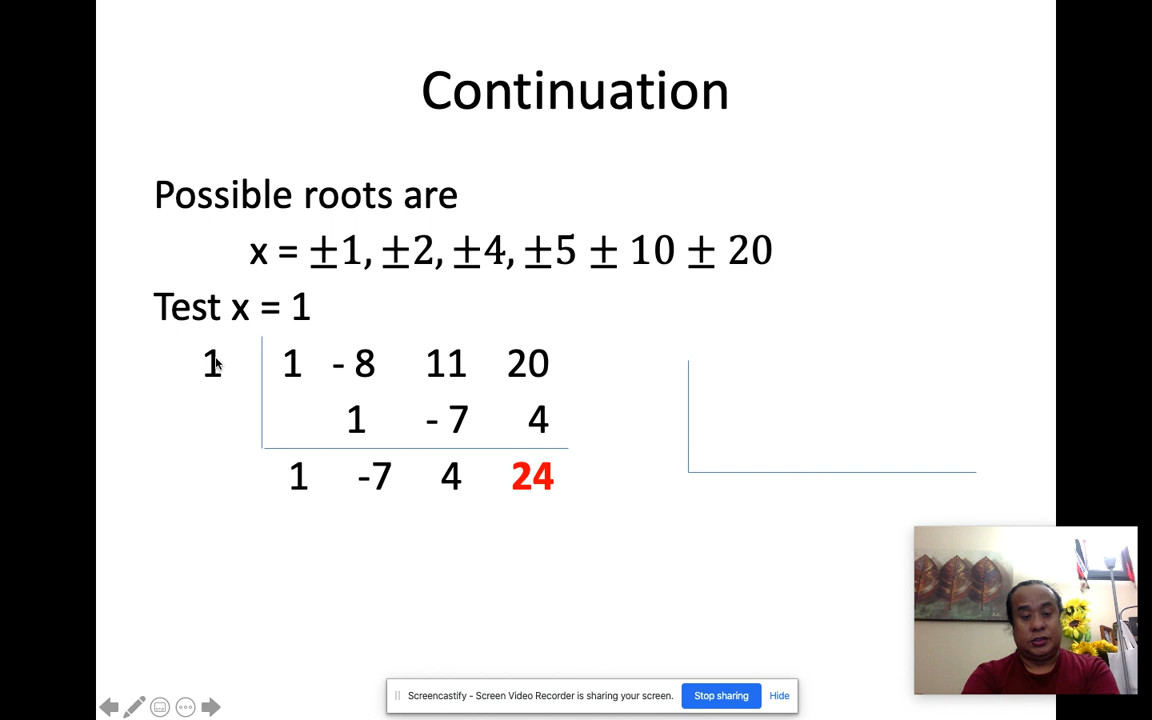 Continuation
Possible roots are
x = ±1, ±2, ±4, ±5 ± 10 ± 20
Test x = 1
1 1 - 8 11 20
1 - 7 4
1 -7 4 24
Screencastify - Screen Video Recorder is sharing your screen. Stop sharing Hide